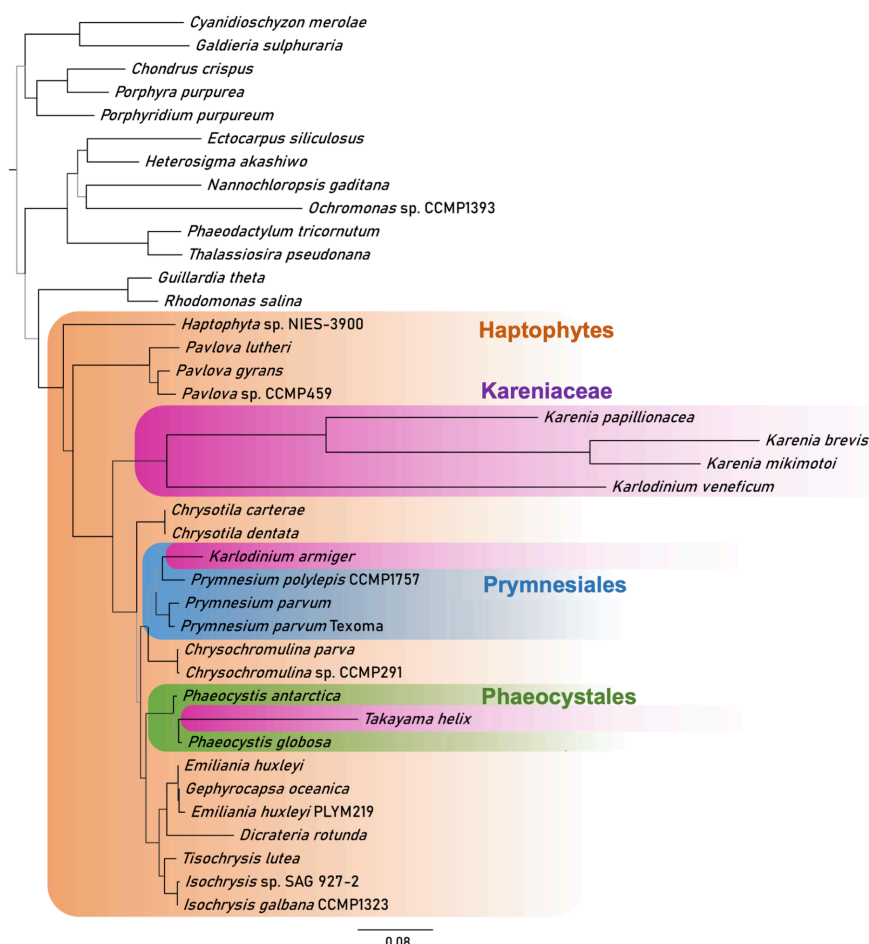 Cyanidioschyzon merolae
Galdieria sulphuraria
Chondrus crispus
Porphyra purpurea
Porphyridium purpureum
Ectocarpus siliculosus
Heterosigma akashiwo
Nannochloropsis gaditana
Ochromonas sp. CCMP1393
Phaeodactylum tricornutum
Thalassiosira pseudonana
Guillardia theta
Rhodomonas salina
Haptophyta sp. NIES-3900
Haptophytes
Pavlova lutheri
Pavlova gyrans
Pavlova sp. CCMP459
Kareniaceae
Karenia papillionacea
Karenia brevis
Karenia mikimotoi
Karlodinium veneficum
Chrysotila carterae
Chrysotila dentata
Karlodinium armiger
Prymnesium polylepis CCMP1757
Prymnesiales
Prymnesium parvum
Prymnesium parvum Texoma
Chrysochromulina parva
Chrysochromulina sp. CCMP291
Phaeocystis antarctica
Phaeocystales
Takayama helix
Phaeocystis globosa
Emiliania huxleyi
Gephyrocapsa oceanica
Emiliania huxleyi PLYM219
Dicrateria rotunda
Tisochrysis lutea
Isochrysis sp. SAG 927-2
Isochrysis galbana CCMP1323
0.08